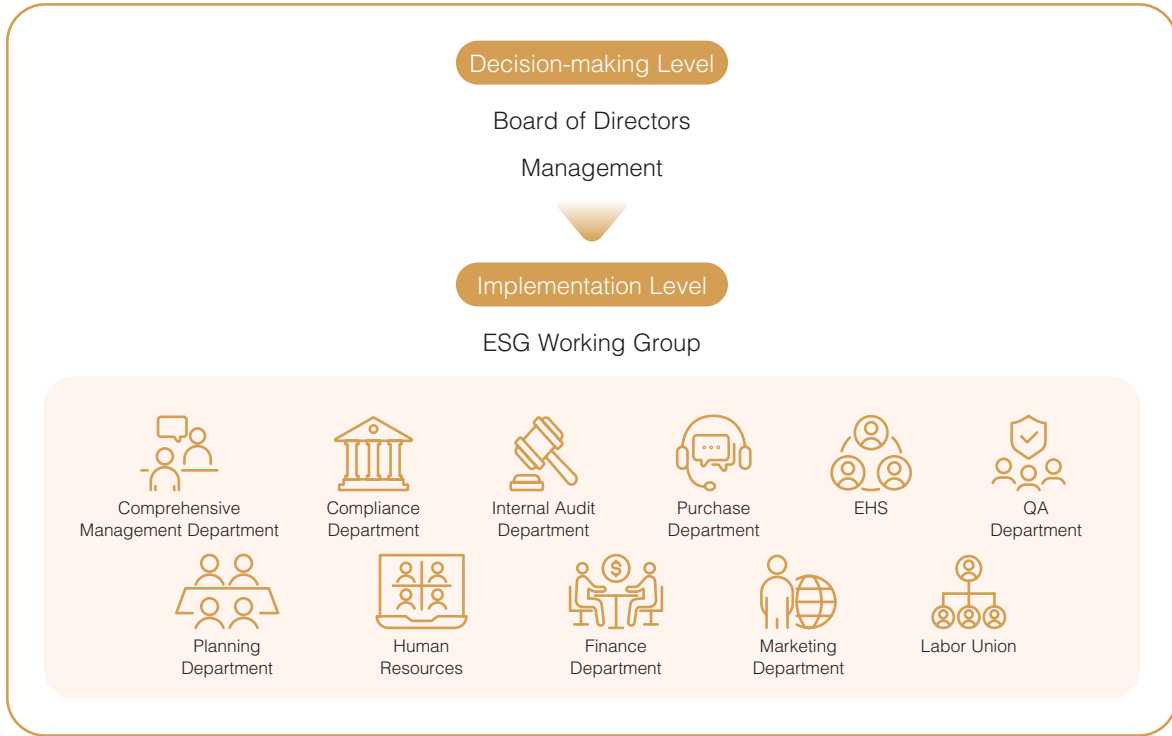 Decision-making Level
Board of Directors
Management
Implementation Level
ESG Working Group
Comprehensive
Management Department
Compliance
Department
Internal Audit
Department
Purchase
Department
EHS
QA
Department
Planning
Department
Human
Resources
$
Finance
Department
Marketing
Department
Labor Union